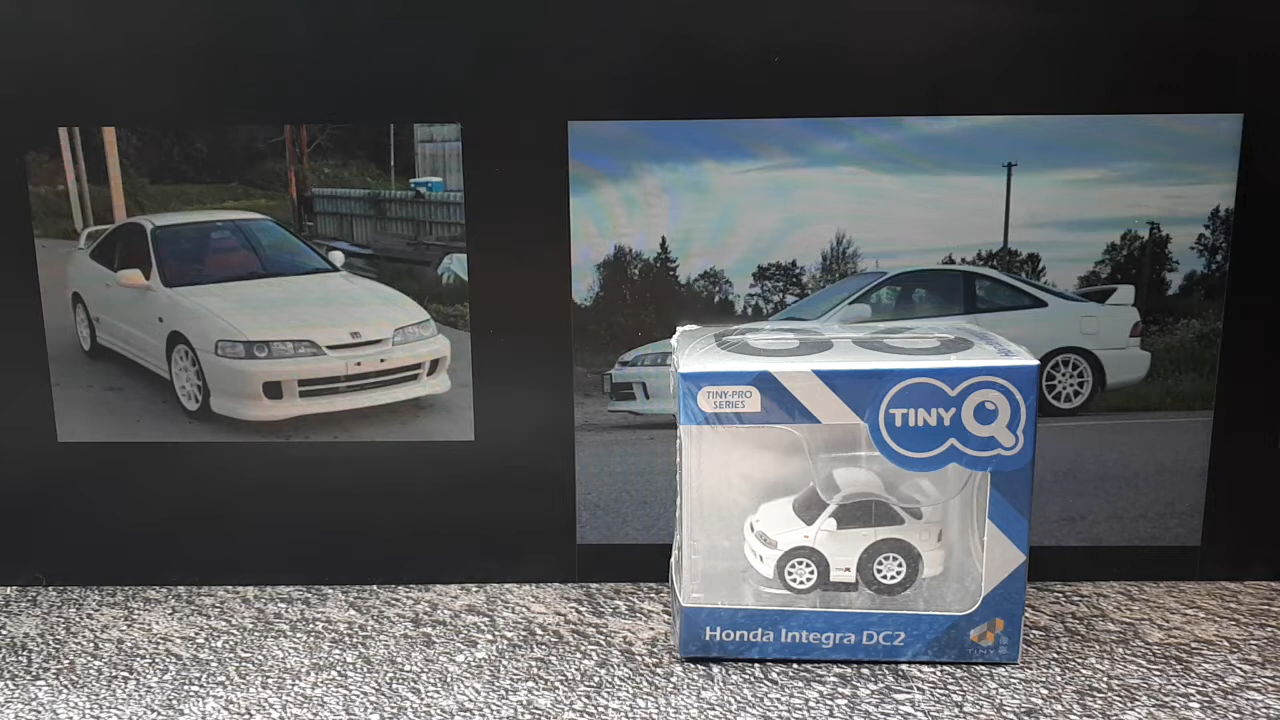 TINY-PRO
SERIES
TINY Q
Honda Integra DC2
TINY